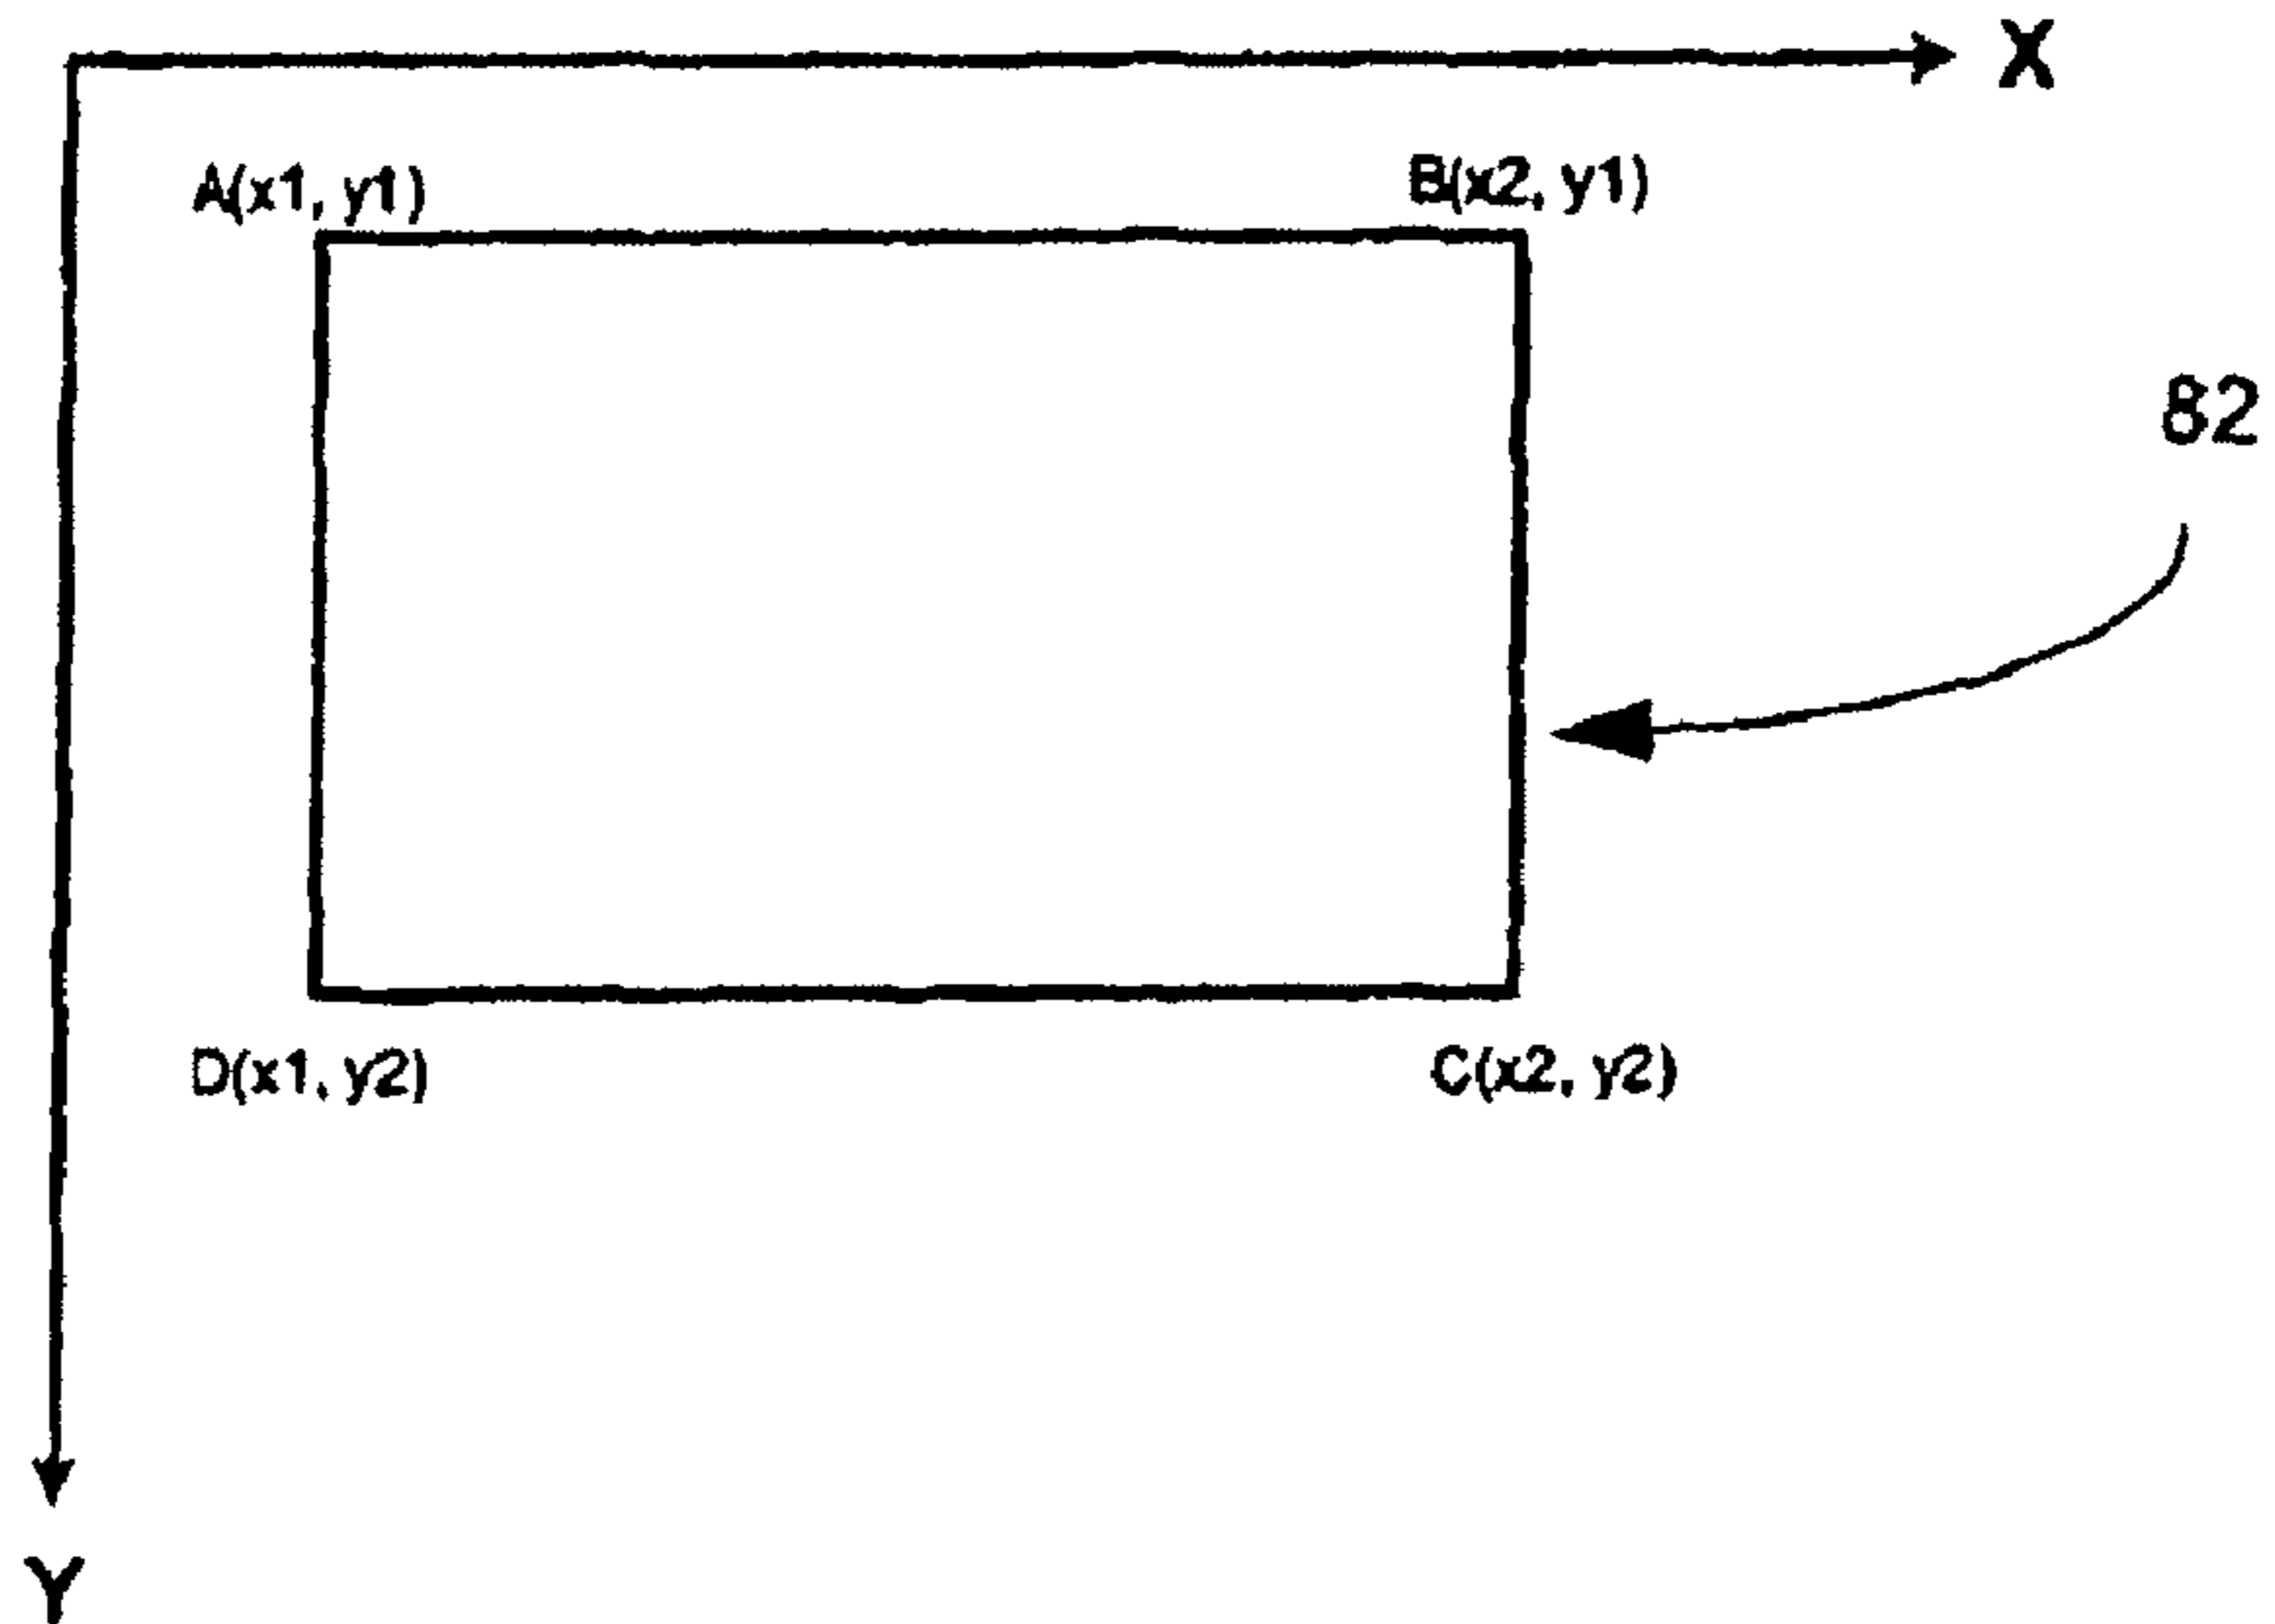 X
A(x1, y1)
B(x2, y1)
82
D(x1, y2)
C(x2, y2)
Y